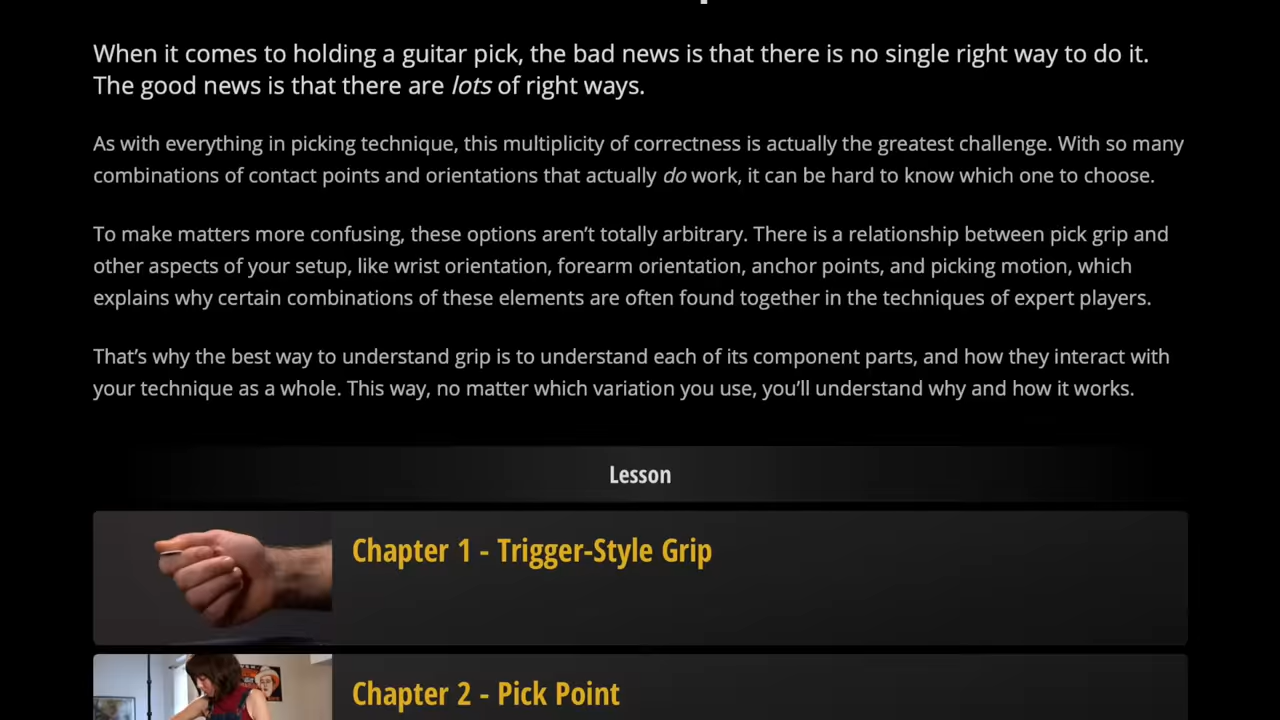 When it comes to holding a guitar pick, the bad news is that there is no single right way to do it.
The good news is that there are lots of right ways.
As with everything in picking technique, this multiplicity of correctness is actually the greatest challenge. With so many
combinations of contact points and orientations that actually do work, it can be hard to know which one to choose.
To make matters more confusing, these options aren’t totally arbitrary. There is a relationship between pick grip and
other aspects of your setup, like wrist orientation, forearm orientation, anchor points, and picking motion, which
explains why certain combinations of these elements are often found together in the techniques of expert players.
That’s why the best way to understand grip is to understand each of its component parts, and how they interact with
your technique as a whole. This way, no matter which variation you use, you’ll understand why and how it works.
Lesson
Chapter 1 - Trigger-Style Grip
Chapter 2 - Pick Point